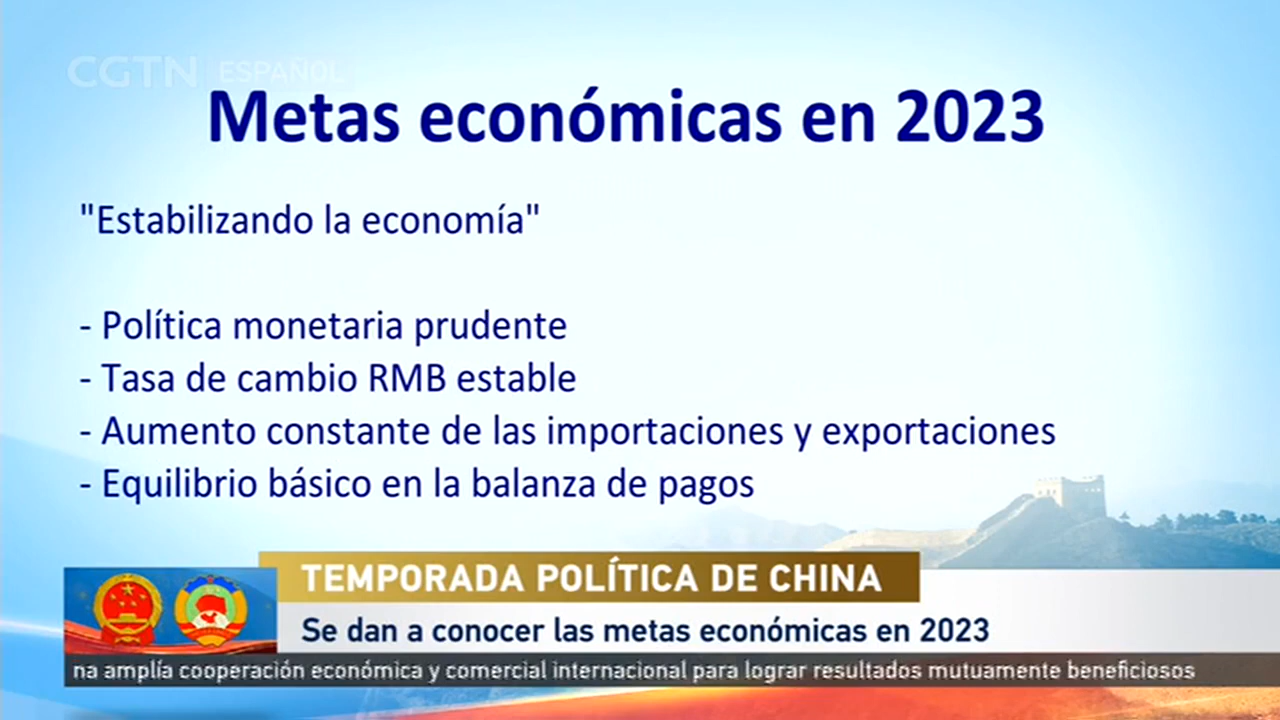 CGTN ESPAÑOL
Metas económicas en 2023
"Estabilizando la economía"
- Política monetaria prudente
- Tasa de cambio RMB estable
- Aumento constante de las importaciones y exportaciones
- Equilibrio básico en la balanza de pagos
TEMPORADA POLÍTICA DE CHINA
Se dan a conocer las metas económicas en 2023
na amplía cooperación económica y comercial internacional para lograr resultados mutuamente beneficiosos